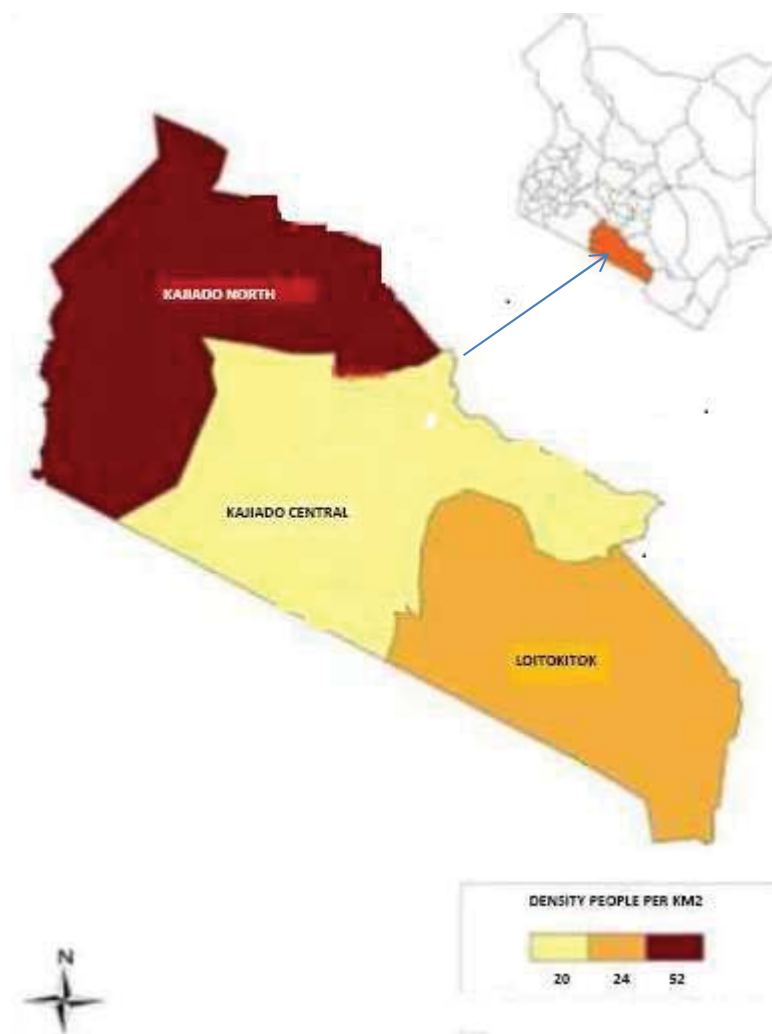 KAJIADO NORTH
KAJIADO CENTRAL
LOITOKITOK
DENSITY PEOPLE PER KM2
20 24 52
N